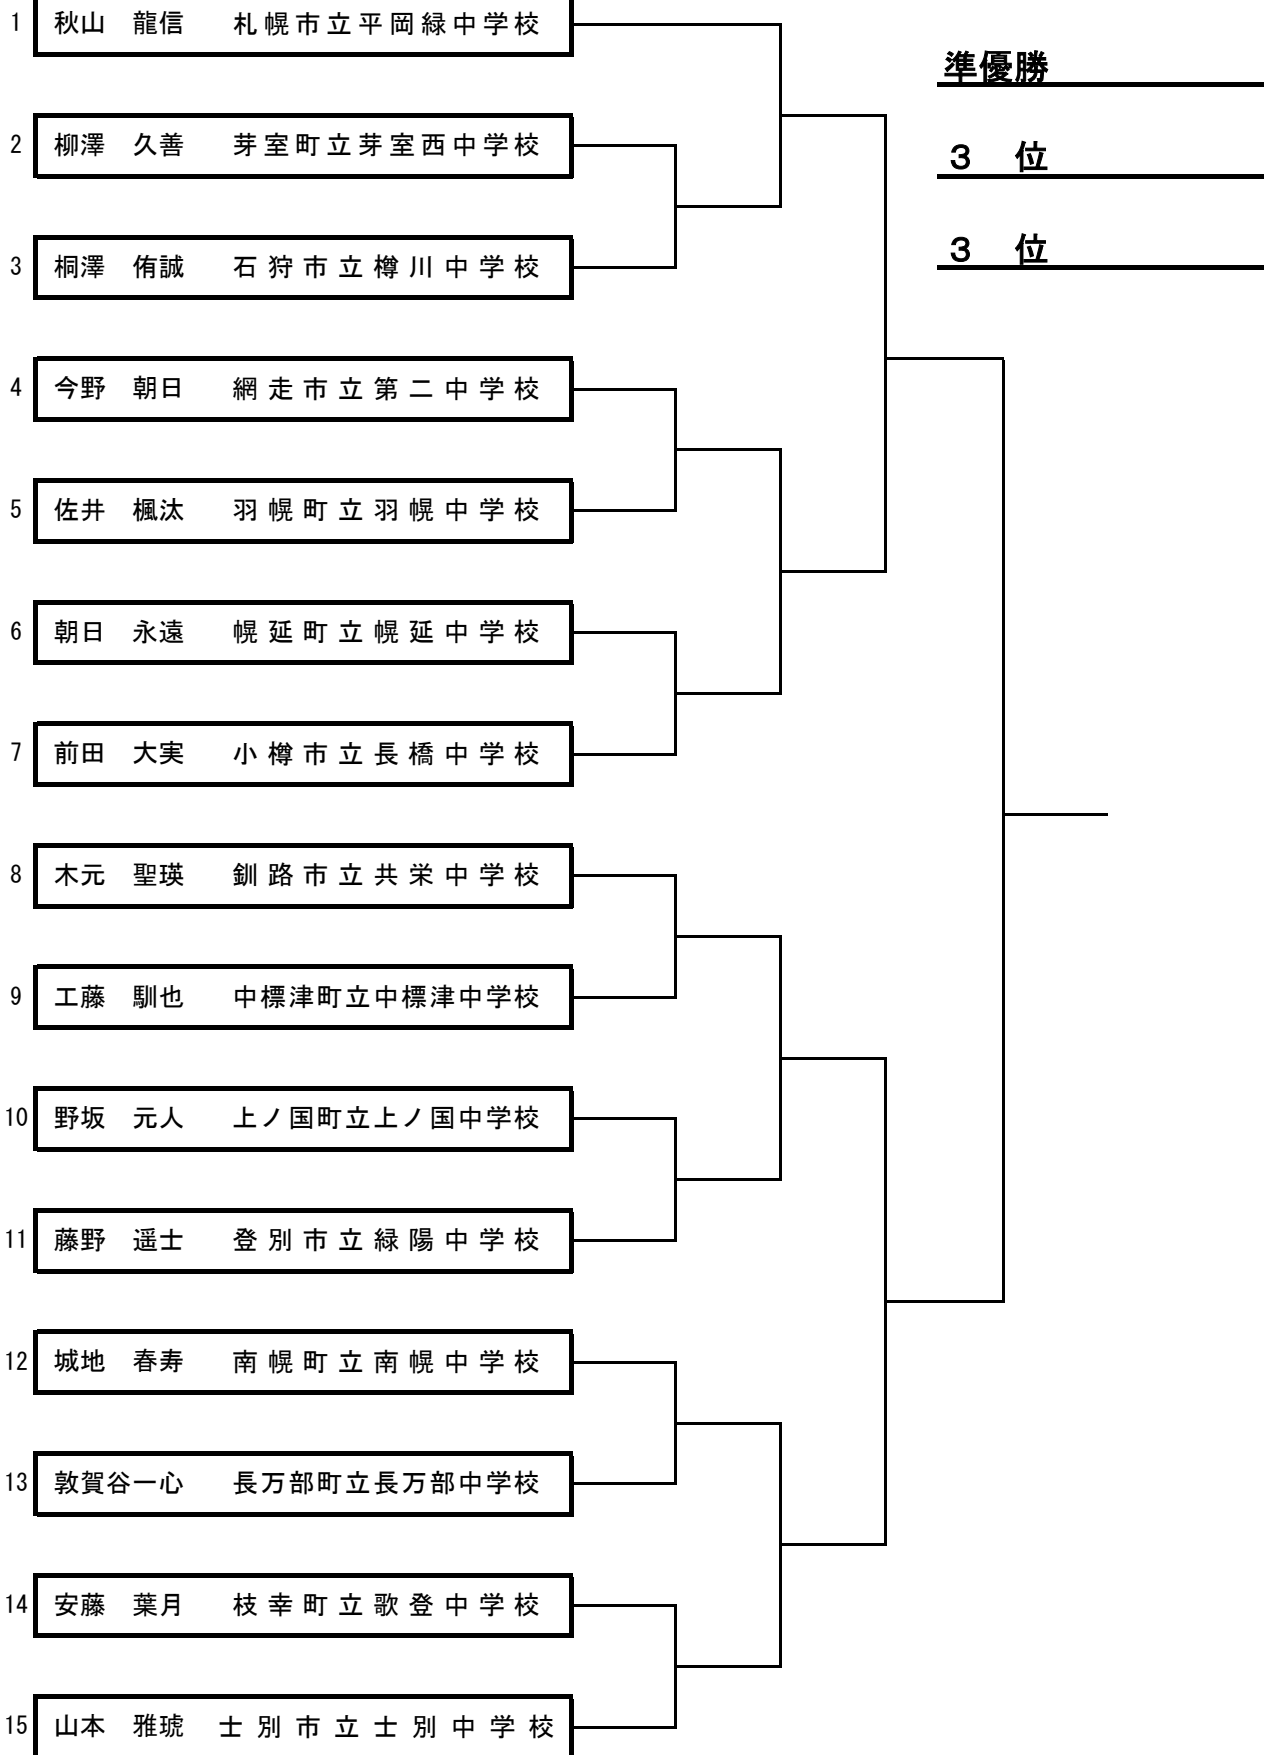 1 秋山 龍信 札幌市立平岡緑中学校
準優勝
2 柳澤 久善 芽室町立芽室西中学校
３ 位
3 桐澤 侑誠 石狩市立樽川中学校
３ 位
4 今野 朝日 網走市立第二中学校
5 佐井 楓汰 羽幌町立羽幌中学校
6 朝日 永遠 幌延町立幌延中学校
7 前田 大実 小樽市立長橋中学校
8 木元 聖瑛 釧路市立共栄中学校
9 工藤 馴也 中標津町立中標津中学校
10 野坂 元人 上ノ国町立上ノ国中学校
11 藤野 遥士 登別市立緑陽中学校
12 城地 春寿 南幌町立南幌中学校
13 敦賀谷一心 長万部町立長万部中学校
14 安藤 葉月 枝幸町立歌登中学校
15 山本 雅琥 士別市立士別中学校